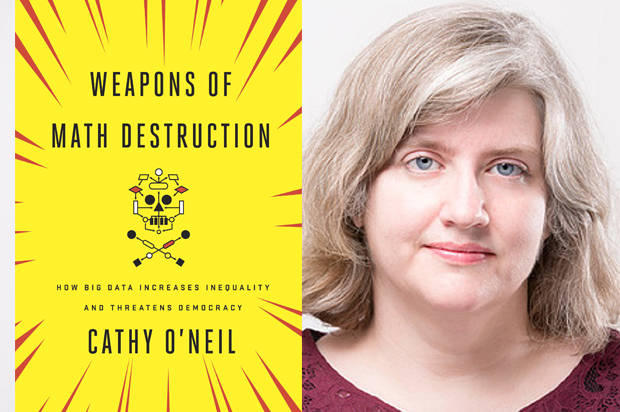 WEAPONS OF
MATH DESTRUCTION
HOW BIG DATA INCREASES INEQUALITY
AND THREATENS DEMOCRACY
CATHY O'NEIL